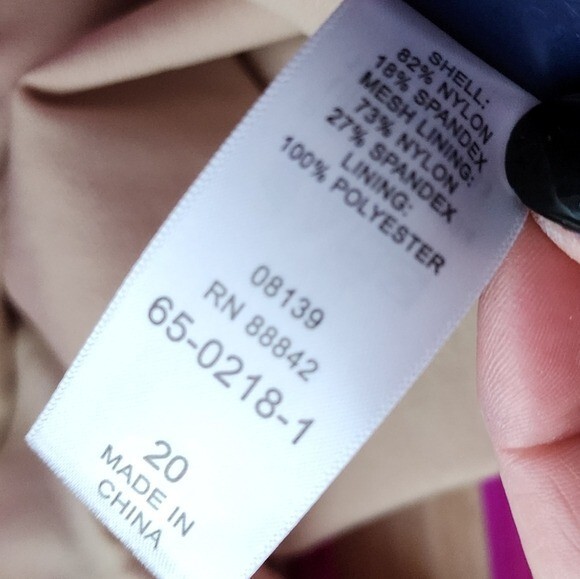 SHELL:
82% NYLON
18% SPANDEX
MESH LINING:
73% NYLON
27% SPANDEX
LINING:
100% POLYESTER
08139
RN 88842
65-0218-1
20
MADE IN
CHINA